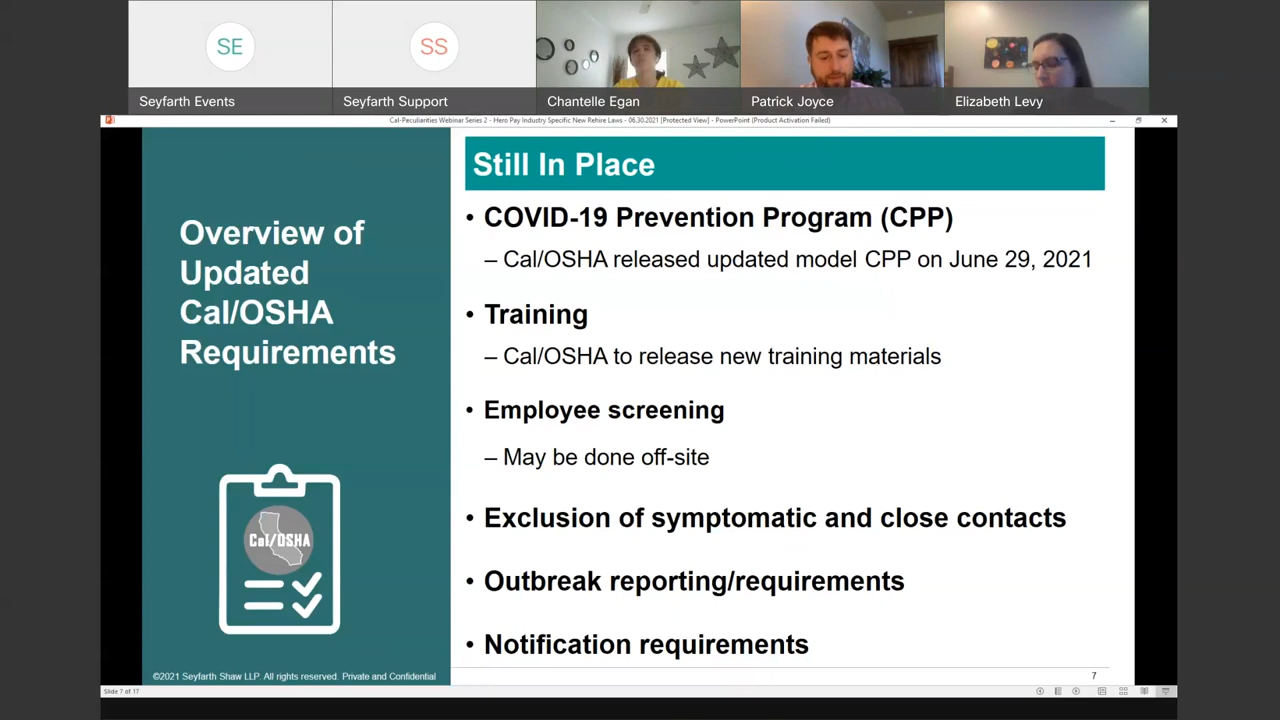 SE
SS
Seyfarth Events
Seyfarth Support
Chantelle Egan
Patrick Joyce
Elizabeth Levy
Cal-Peculiarities Webinar Series 2 - Hero Pay Industry Specific New Rehire Laws - 06.30.2021 [Protected View] - PowerPoint (Product Activation Failed)
Overview of
Updated
Cal/OSHA
Requirements
Cal/OSHA
©2021 Seyfarth Shaw LLP. All rights reserved. Private and Confidential
Still In Place
• COVID-19 Prevention Program (CPP)
– Cal/OSHA released updated model CPP on June 29, 2021
• Training
– Cal/OSHA to release new training materials
• Employee screening
– May be done off-site
• Exclusion of symptomatic and close contacts
• Outbreak reporting/requirements
• Notification requirements
7
Slide 7 of 17